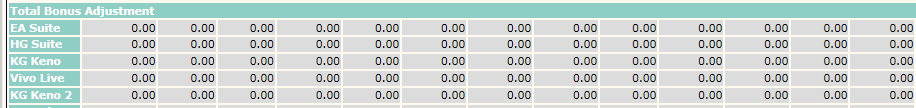 Total Bonus Adjustment
EA Suite 0.00 0.00 0.00 0.00 0.00 0.00 0.00 0.00 0.00 0.00 0.00 0.00 0.00
HG Suite 0.00 0.00 0.00 0.00 0.00 0.00 0.00 0.00 0.00 0.00 0.00 0.00 0.00
KG Keno 0.00 0.00 0.00 0.00 0.00 0.00 0.00 0.00 0.00 0.00 0.00 0.00 0.00
Vivo Live 0.00 0.00 0.00 0.00 0.00 0.00 0.00 0.00 0.00 0.00 0.00 0.00 0.00
KG Keno 2 0.00 0.00 0.00 0.00 0.00 0.00 0.00 0.00 0.00 0.00 0.00 0.00 0.00